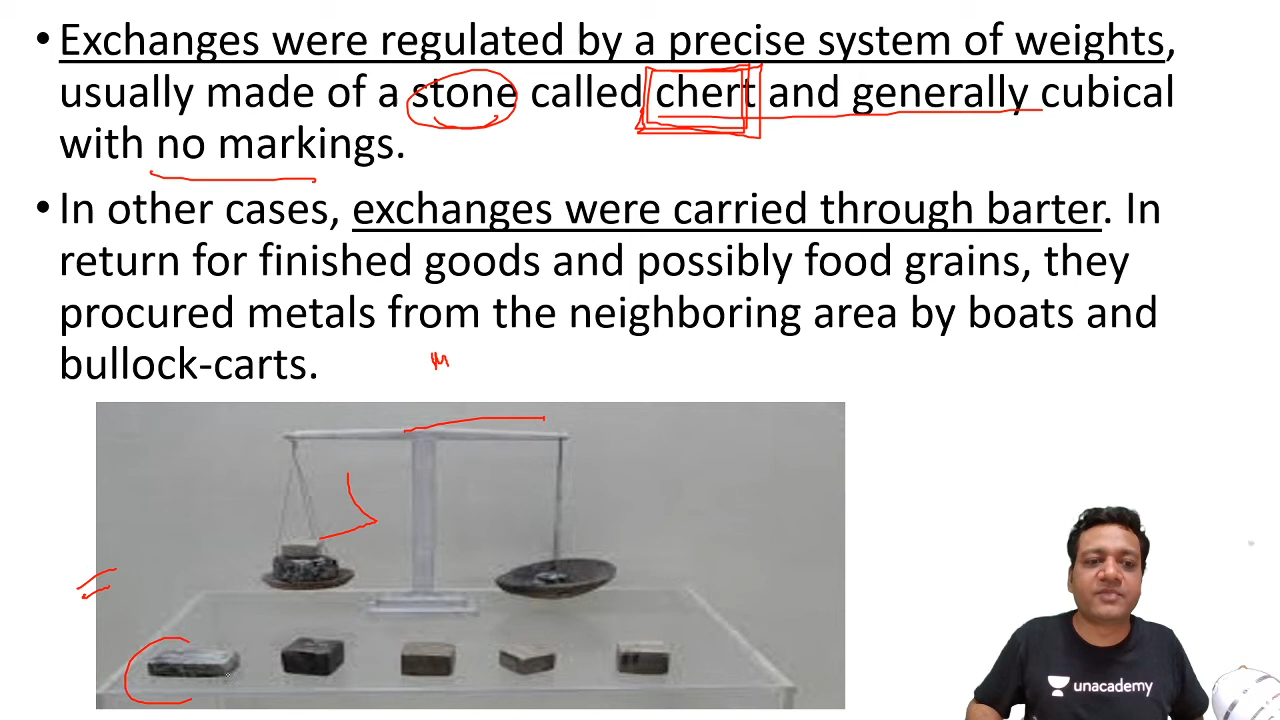 • Exchanges were regulated by a precise system of weights,
usually made of a stone called chert and generally cubical
with no markings.
• In other cases, exchanges were carried through barter. In
return for finished goods and possibly food grains, they
procured metals from the neighboring area by boats and
bullock-carts.
unacademy